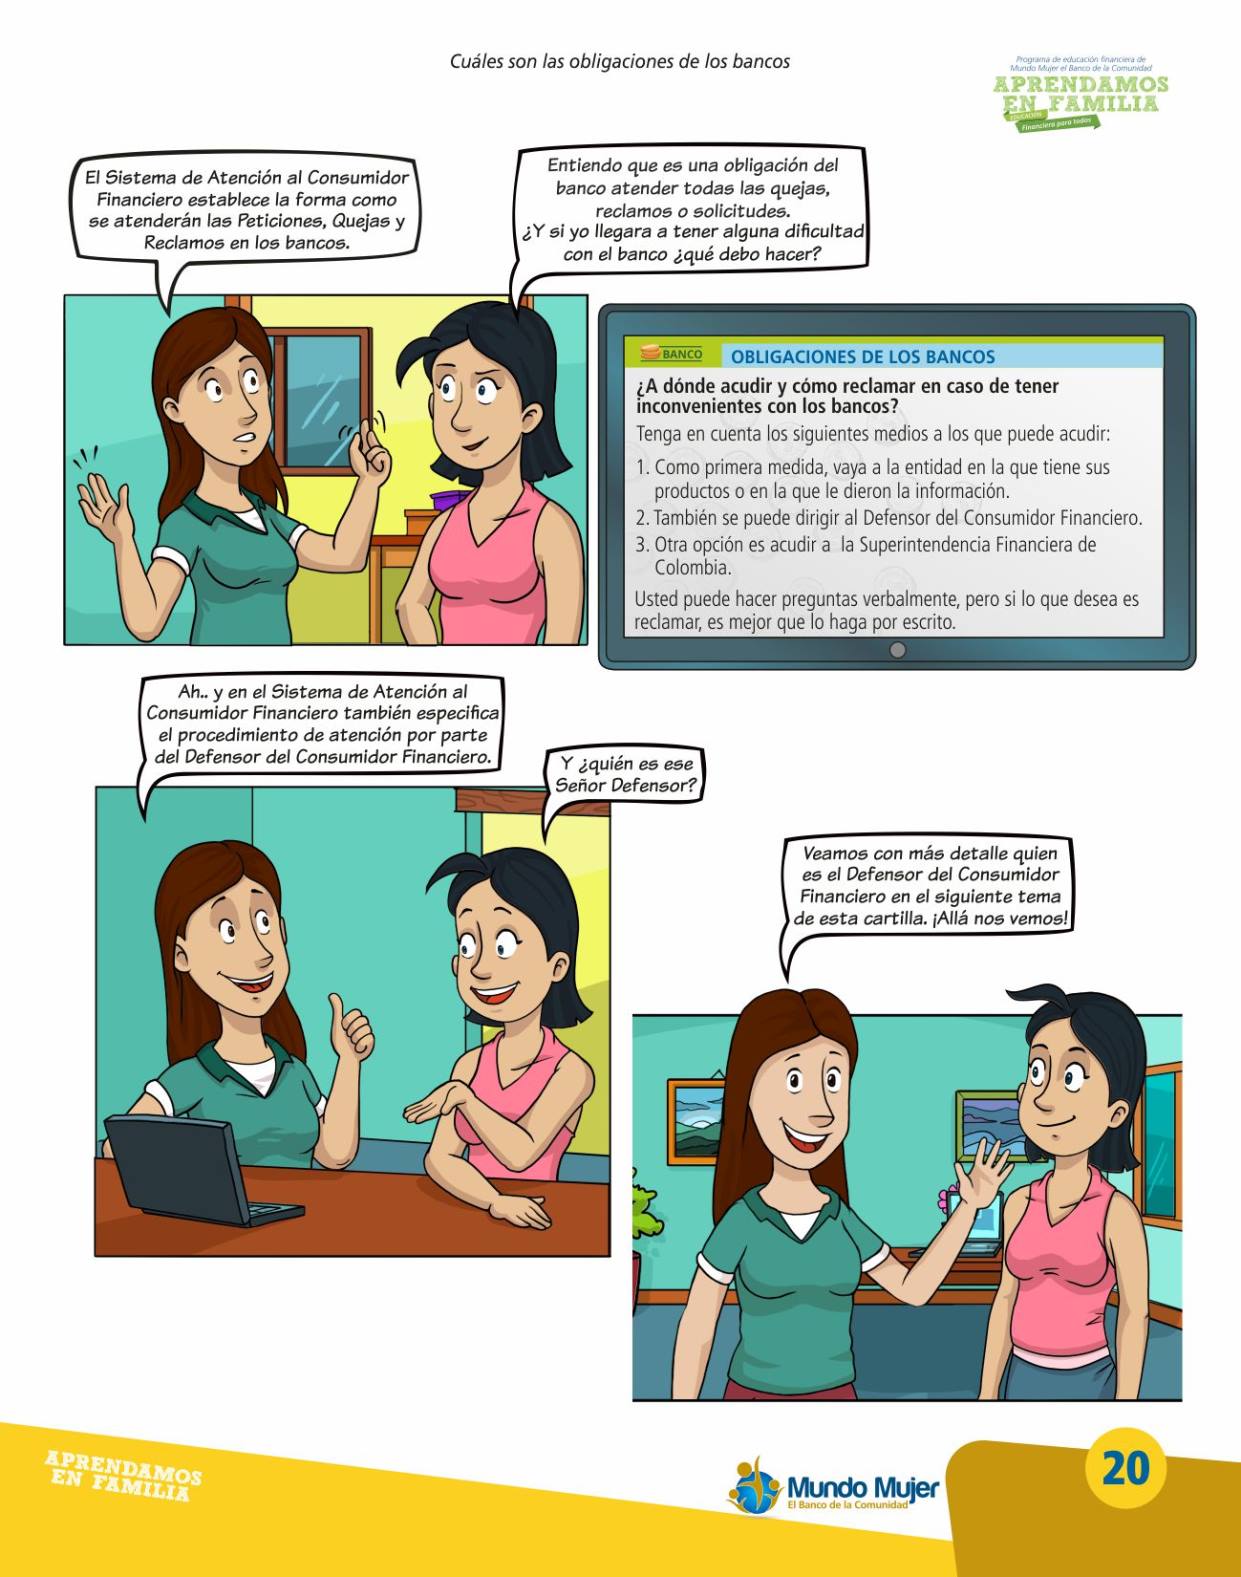 Cuáles son las obligaciones de los bancos
Programa de educación financiera de
Mundo Mujer el Banco de la Comunidad
APRENDAMOS
EN FAMILIA
EDUCACIÓN
Financiera para todos
El Sistema de Atención al Consumidor
Financiero establece la forma como
se atenderán las Peticiones, Quejas y
Reclamos en los bancos.
Entiendo que es una obligación del
banco atender todas las quejas,
reclamos o solicitudes.
¿Y si yo llegara a tener alguna dificultad
con el banco ¿qué debo hacer?
BANCO
OBLIGACIONES DE LOS BANCOS
¿A dónde acudir y cómo reclamar en caso de tener
inconvenientes con los bancos?
Tenga en cuenta los siguientes medios a los que puede acudir:
1. Como primera medida, vaya a la entidad en la que tiene sus
productos o en la que le dieron la información.
2. También se puede dirigir al Defensor del Consumidor Financiero.
3. Otra opción es acudir a la Superintendencia Financiera de
Colombia.
Usted puede hacer preguntas verbalmente, pero si lo que desea es
reclamar, es mejor que lo haga por escrito.
Ah.. y en el Sistema de Atención al
Consumidor Financiero también especifica
el procedimiento de atención por parte
del Defensor del Consumidor Financiero.
Y ¿quién es ese
Señor Defensor?
Veamos con más detalle quien
es el Defensor del Consumidor
Financiero en el siguiente tema
de esta cartilla. ¡Allá nos vemos!
APRENDAMOS
EN FAMILIA
Mundo Mujer
El Banco de la Comunidad
20